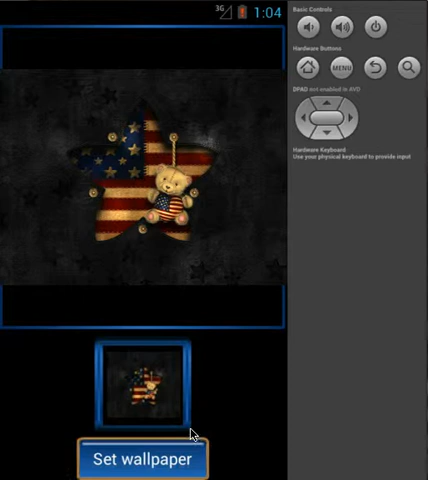 3G
1:04
Set wallpaper
Basic Controls
Hardware Buttons
MENU
DPAD not enabled in AVD
Hardware Keyboard
Use your physical keyboard to provide input